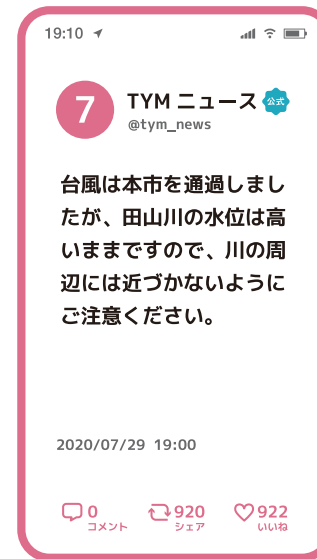 19:10
7
TYM ニュース 公式
@tym_news
台風は本市を通過しまし
たが、田山川の水位は高
いままですので、川の周
辺には近づかないように
ご注意ください。
2020/07/29 19:00
0 920 922
コメント シェア いいね